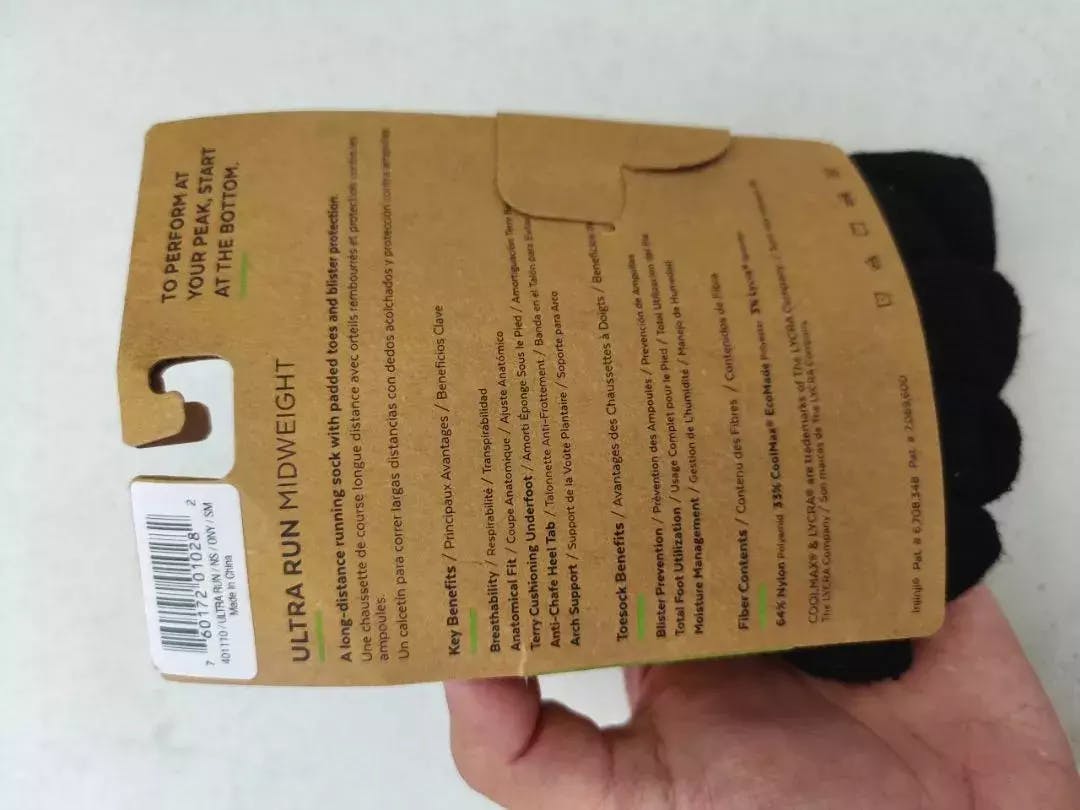 TO PERFORM AT
YOUR PEAK, START
AT THE BOTTOM.
7 60172 01028 2
401110 / ULTRA RUN / NS / ONY / SM
Made in China
ULTRA RUN MIDWEIGHT
A long-distance running sock with padded toes and blister protection.
Une chaussette de course longue distance avec orteils rembourrés et protection contre les
ampoules.
Un calcetín para correr largas distancias con dedos acolchados y protección contra ampollas
Key Benefits / Principaux Avantages / Beneficios Clave
Breathability / Respirabilité / Transpirabilidad
Anatomical Fit / Coupe Anatomique / Ajuste Anatómico
Terry Cushioning Underfoot / Amorti Éponge Sous le Pied / Amortiguación Terry
Anti-Chafe Heel Tab / Talonnette Anti-Frottement / Banda en el Talón para
Arch Support / Support de la Voûte Plantaire / Soporte para Arco
Toesock Benefits / Avantages des Chaussettes à Doigts /
Blister Prevention / Prévention des Ampoules / Prevención de Ampollas
Total Foot Utilization / Usage Complet pour le Pied / Total Utilización del Pie
Moisture Management / Gestion de L'humidité / Manejo de Humedad
Fiber Contents / Contenu des Fibres / Contenidos de Fibra
64% Nylon Polyamid 33% CoolMax® EcoMade Polyester 3% Lycra®
COOLMAX® & LYCRA® are trademarks of The LYCRA Company. /
The LYCRA Company / Son marcas de The LYCRA Company
Injinji® Pat. # 6,708,348 Pat. # 7,069,600